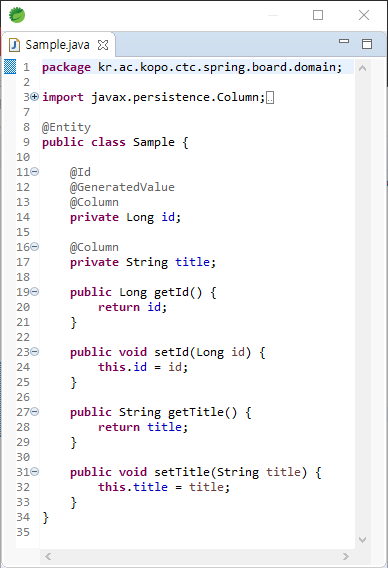 Sample.java
1 package kr.ac.kopo.ctc.spring.board.domain;
2
3 import javax.persistence.Column;
7
8 @Entity
9 public class Sample {
10
11 @Id
12 @GeneratedValue
13 @Column
14 private Long id;
15
16 @Column
17 private String title;
18
19 public Long getId() {
20 return id;
21 }
22
23 public void setId(Long id) {
24 this.id = id;
25 }
26
27 public String getTitle() {
28 return title;
29 }
30
31 public void setTitle(String title) {
32 this.title = title;
33 }
34 }
35